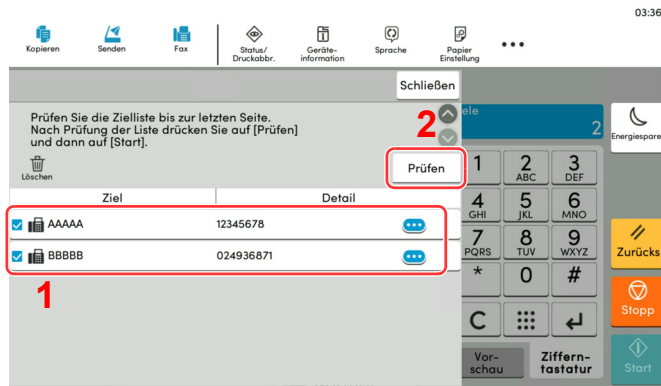 03:36
Kopieren
Senden
Fax
Status/
Druckabbr.
Geräte-
information
Sprache
Papier
Einstellung
Schließen
Prüfen Sie die Zielliste bis zur letzten Seite.
Nach Prüfung der Liste drücken Sie auf [Prüfen]
und dann auf [Start].
2
ele
2
Energiespare
Löschen
Prüfen
Ziel Detail
AAAAA 12345678
BBBBB 024936871
1
1
2 ABC
3 DEF
4 GHI
5 JKL
6 MNO
7 PQRS
8 TUV
9 WXYZ
* 0 #
C
Zurücks
Stopp
Start
Vor-
schau
Ziffern-
tastatur